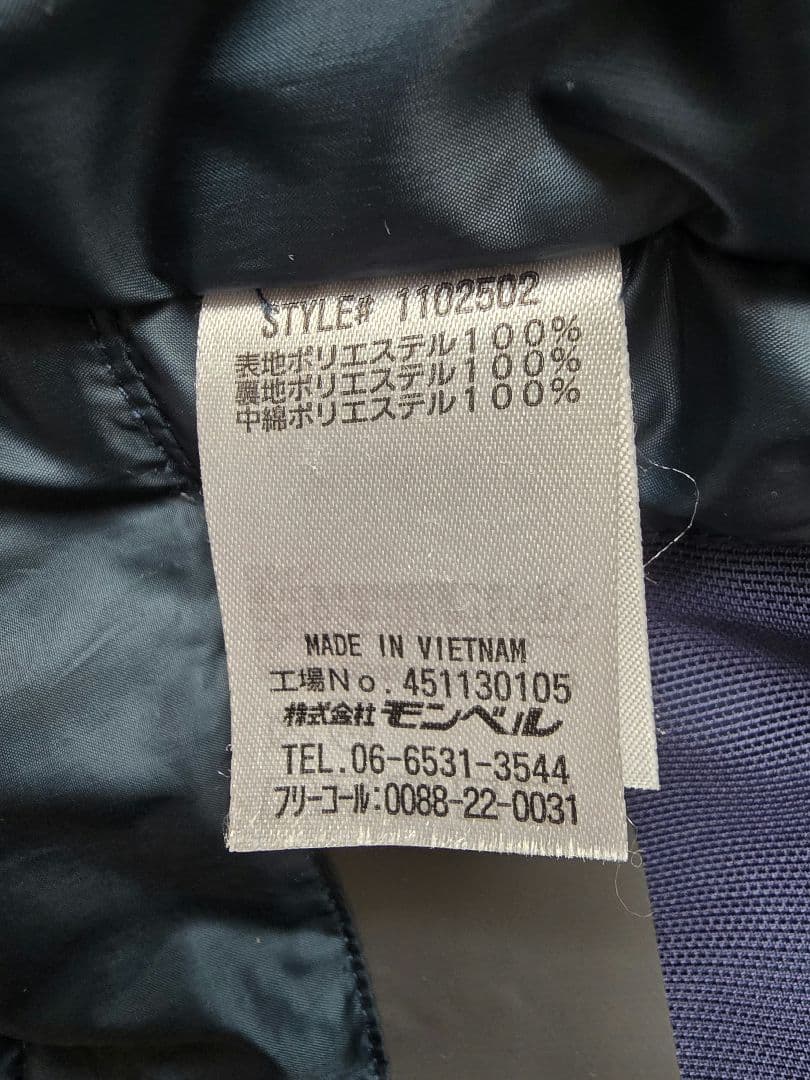 STYLE# 1102502
表地ポリエステル１００％
裏地ポリエステル１００％
中綿ポリエステル１００％
MADE IN VIETNAM
工場Ｎｏ．451130105
株式会社モンベル
TEL.06-6531-3544
フリーコール:0088-22-0031